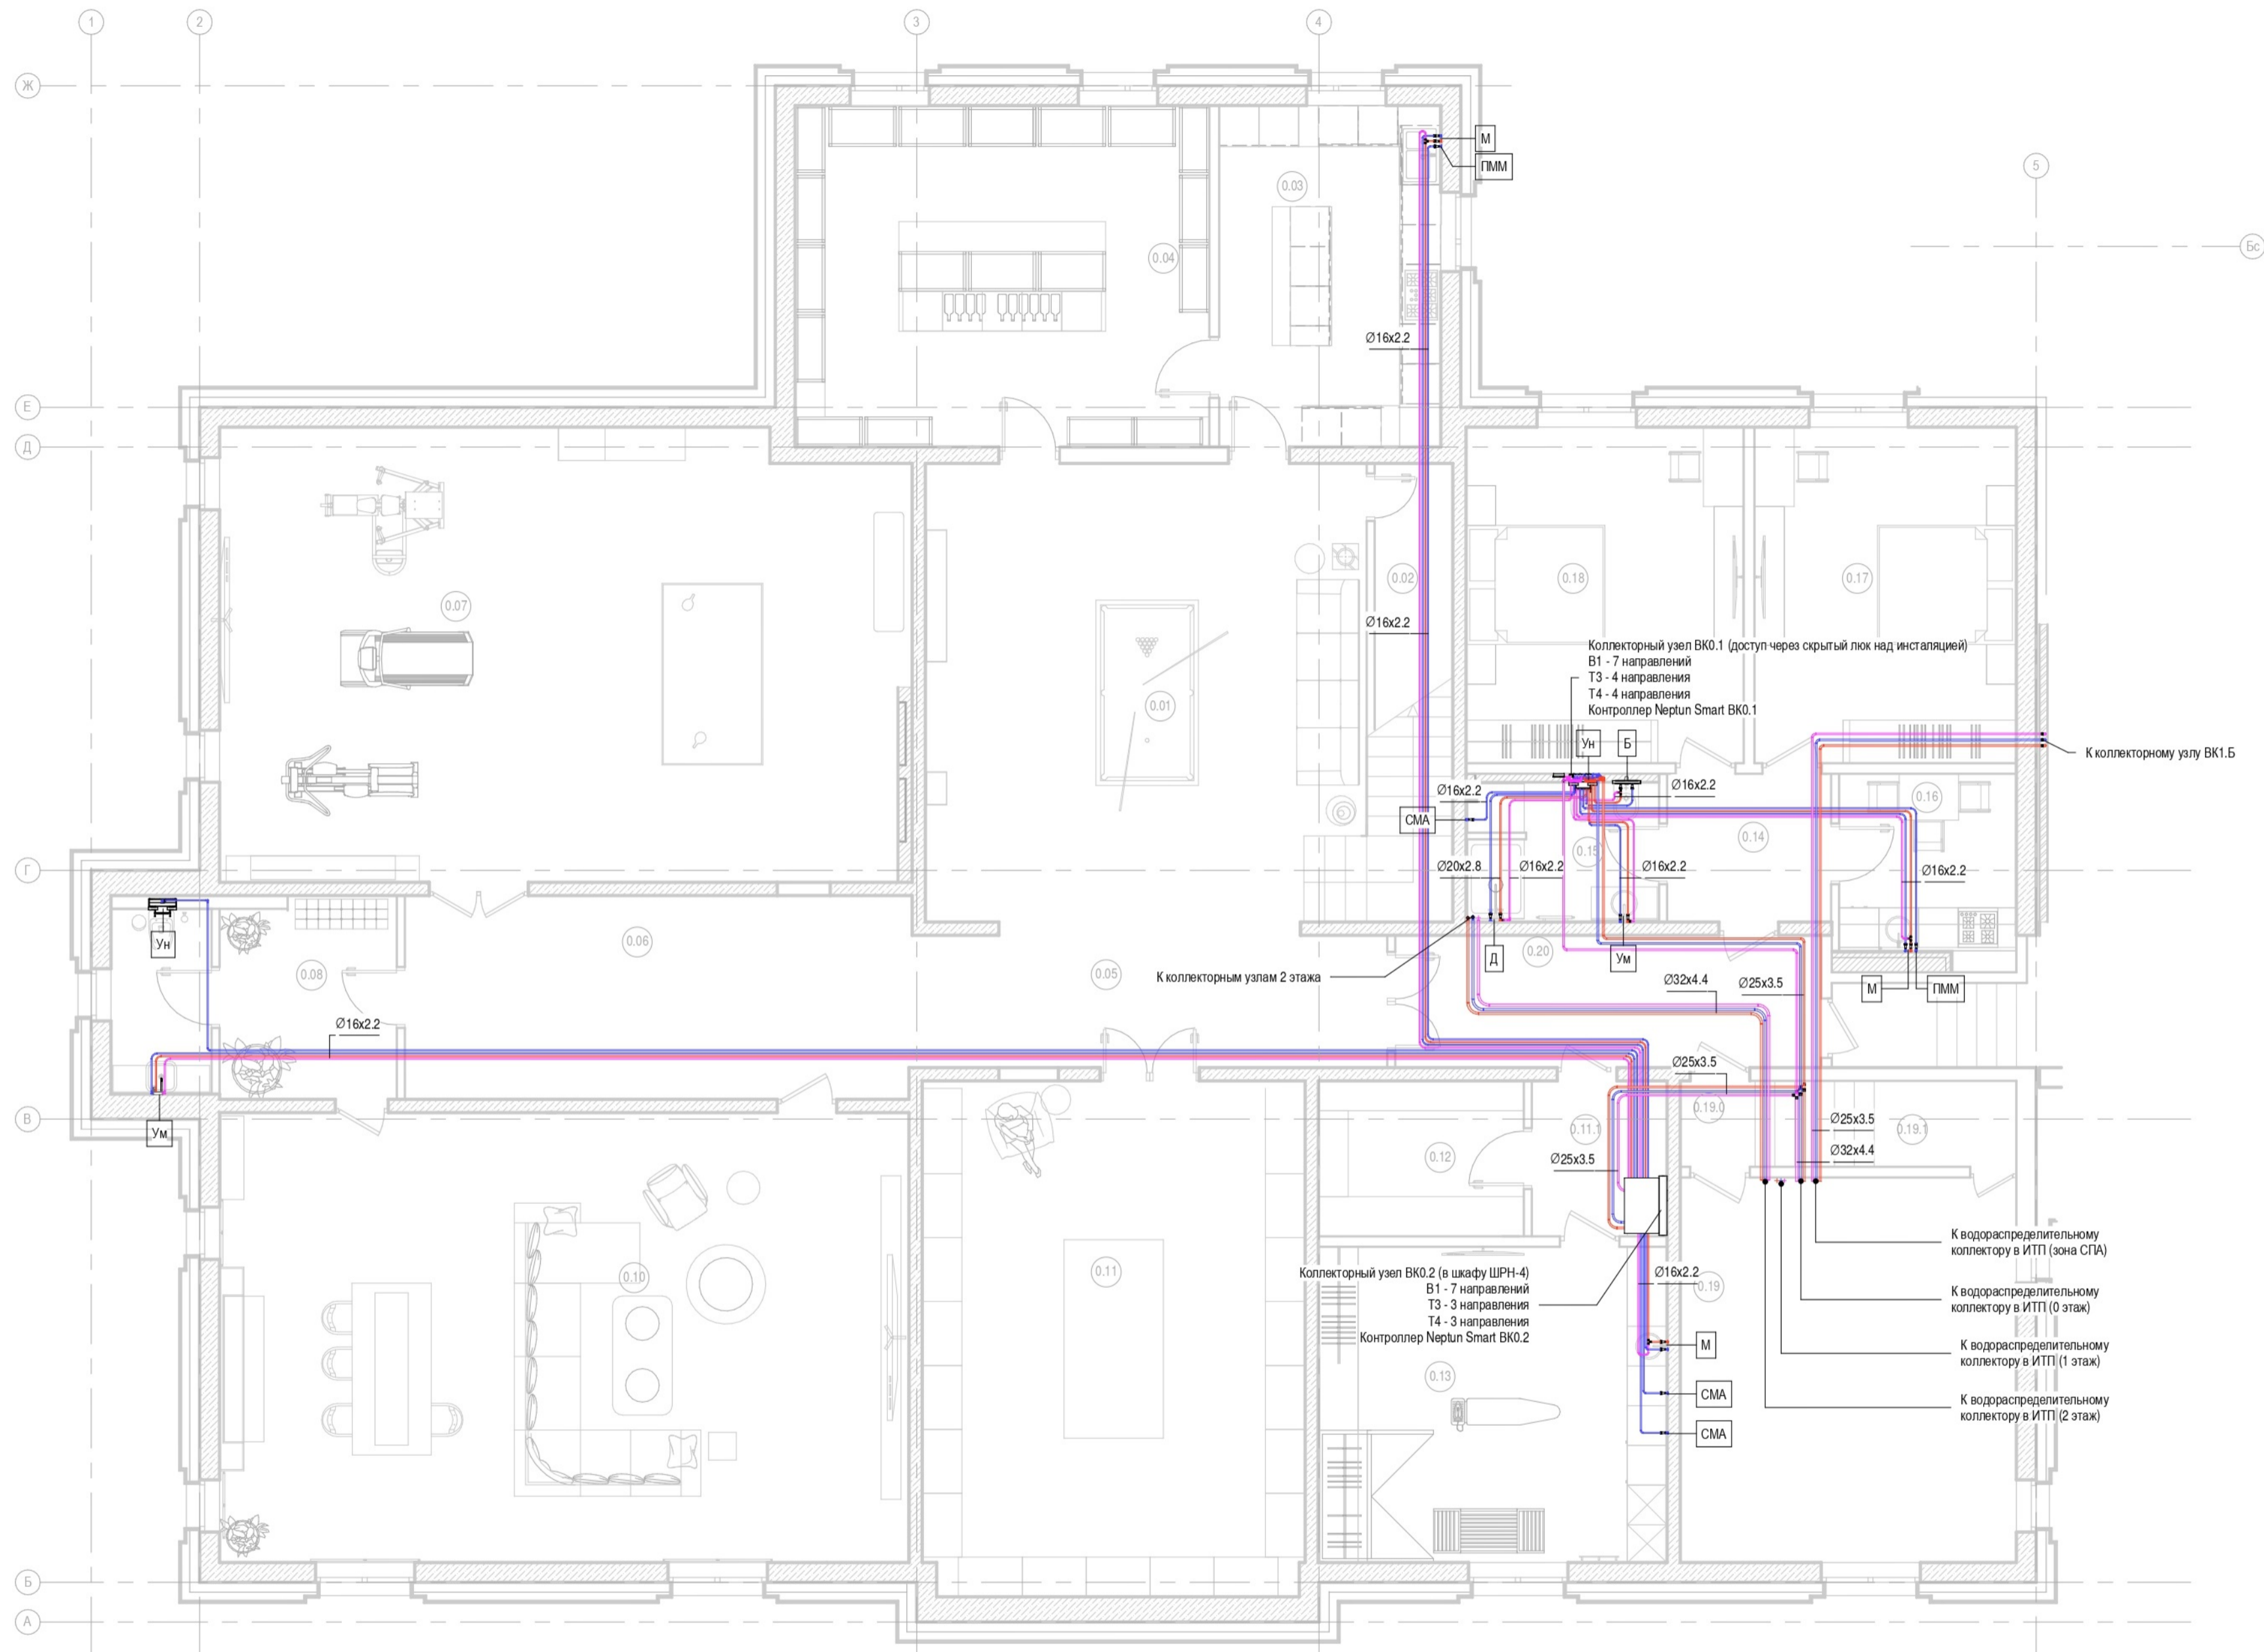 1
2
3
4
Ж
5
Бс
М
ПММ
0.03
0.04
Ø16x2.2
Е
Д
0.18
0.17
0.02
0.07
Ø16x2.2
Коллекторный узел ВК0.1 (доступ через скрытый люк над инсталяцией)
В1 - 7 направлений
Т3 - 4 направления
Т4 - 4 направления
Контроллер Neptun Smart ВК0.1
0.01
Ун
Б
К коллекторному узлу ВК1.Б
Ø16x2.2
Ø16x2.2
0.16
СМА
0.14
0.15
Г
Ø20x2.8
Ø16x2.2
Ø16x2.2
Ø16x2.2
Ун
0.06
0.08
0.05
0.20
Д
Ум
К коллекторным узлам 2 этажа
Ø32x4.4
Ø25x3.5
М
ПММ
Ø16x2.2
Ø25x3.5
В
Ум
0.19.0
0.19.1
Ø25x3.5
0.11.1
0.12
Ø25x3.5
Ø32x4.4
К водораспределительному
коллектору в ИТП (зона СПА)
0.10
0.11
Коллекторный узел ВК0.2 (в шкафу ШРН-4)
В1 - 7 направлений
Т3 - 3 направления
Т4 - 3 направления
Контроллер Neptun Smart ВК0.2
Ø16x2.2
0.19
К водораспределительному
коллектору в ИТП (0 этаж)
М
К водораспределительному
коллектору в ИТП (1 этаж)
0.13
СМА
К водораспределительному
коллектору в ИТП (2 этаж)
СМА
Б
А